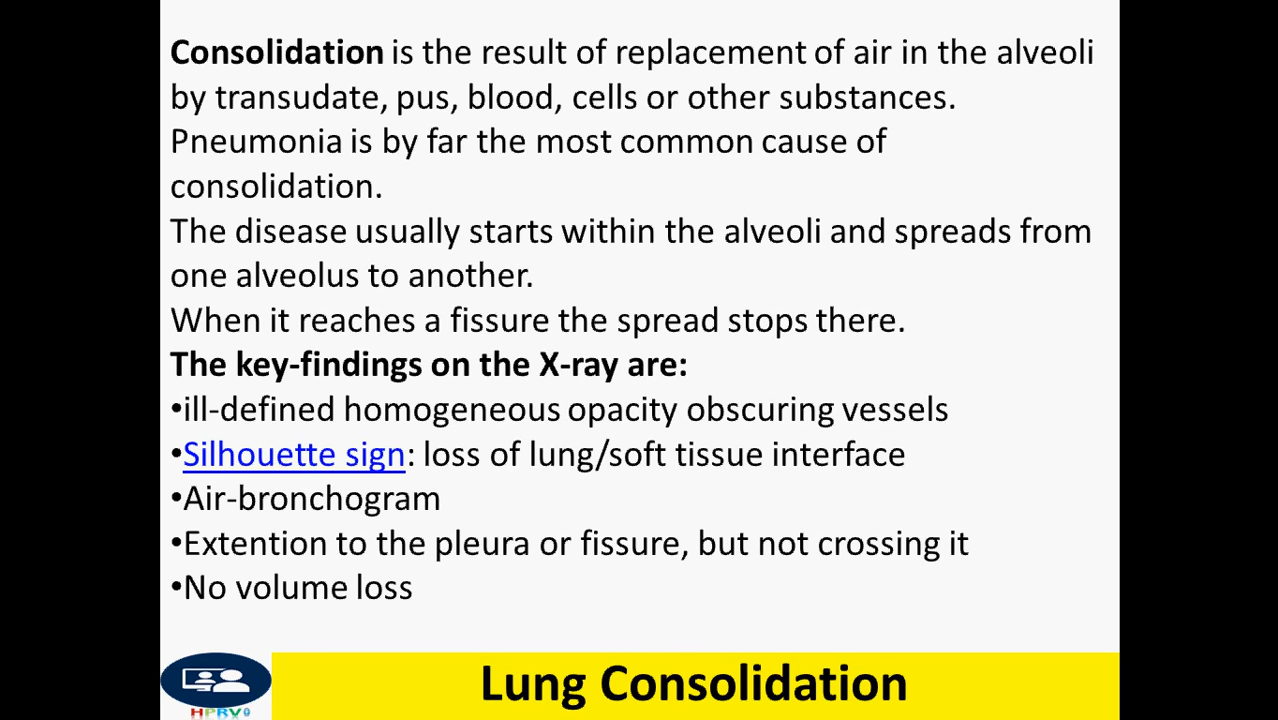 Consolidation is the result of replacement of air in the alveoli
by transudate, pus, blood, cells or other substances.
Pneumonia is by far the most common cause of
consolidation.
The disease usually starts within the alveoli and spreads from
one alveolus to another.
When it reaches a fissure the spread stops there.
The key-findings on the X-ray are:
•ill-defined homogeneous opacity obscuring vessels
•Silhouette sign: loss of lung/soft tissue interface
•Air-bronchogram
•Extention to the pleura or fissure, but not crossing it
•No volume loss
Lung Consolidation
HPRV